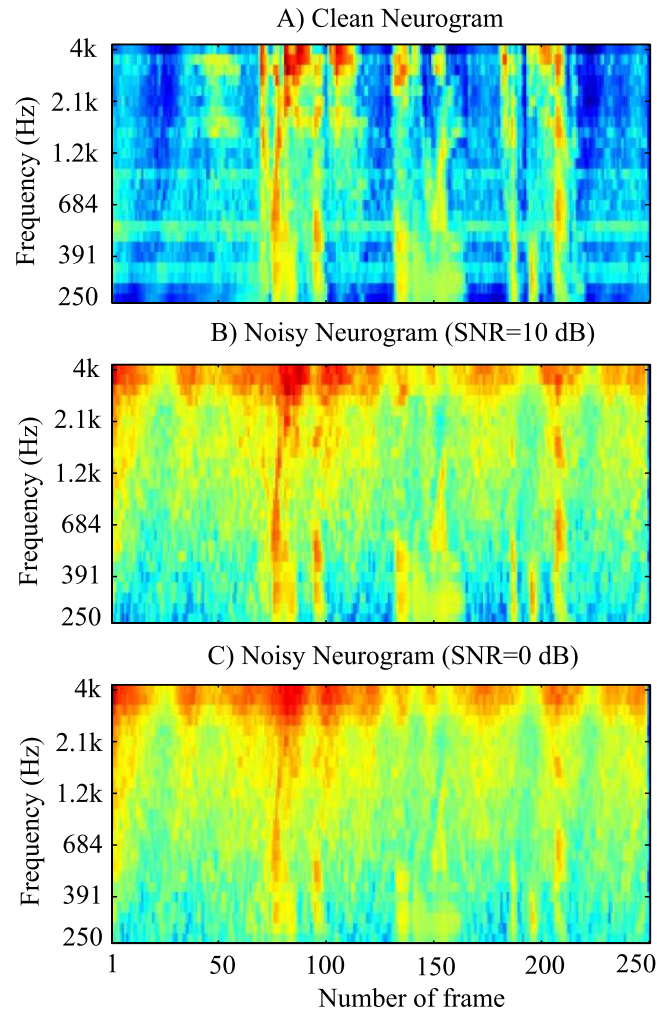 A) Clean Neurogram
4k
2.1k
1.2k
684
391
250
Frequency (Hz)
B) Noisy Neurogram (SNR=10 dB)
4k
2.1k
1.2k
684
391
250
Frequency (Hz)
C) Noisy Neurogram (SNR=0 dB)
4k
2.1k
1.2k
684
391
250
Frequency (Hz)
1 50 100 150 200 250
Number of frame